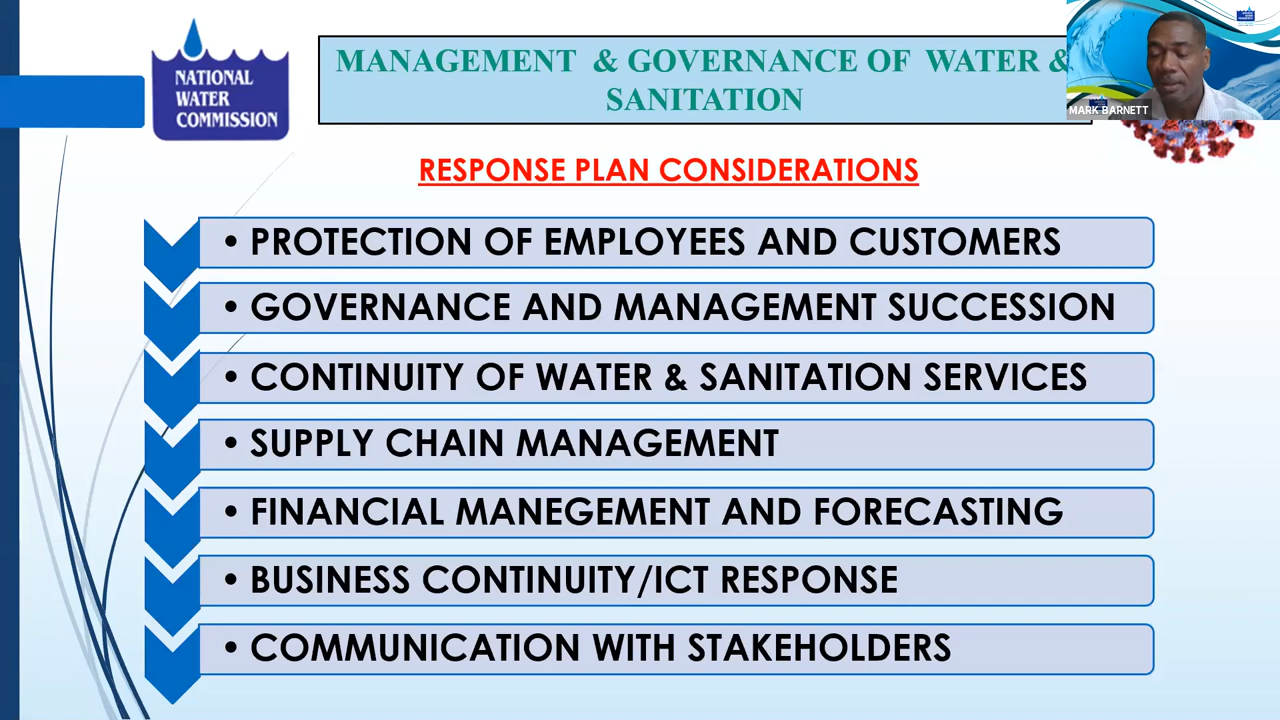 NATIONAL
WATER
COMMISSION
MANAGEMENT & GOVERNANCE OF WATER &
SANITATION
MARK BARNETT
RESPONSE PLAN CONSIDERATIONS
• PROTECTION OF EMPLOYEES AND CUSTOMERS
• GOVERNANCE AND MANAGEMENT SUCCESSION
• CONTINUITY OF WATER & SANITATION SERVICES
• SUPPLY CHAIN MANAGEMENT
• FINANCIAL MANEGEMENT AND FORECASTING
• BUSINESS CONTINUITY/ICT RESPONSE
• COMMUNICATION WITH STAKEHOLDERS